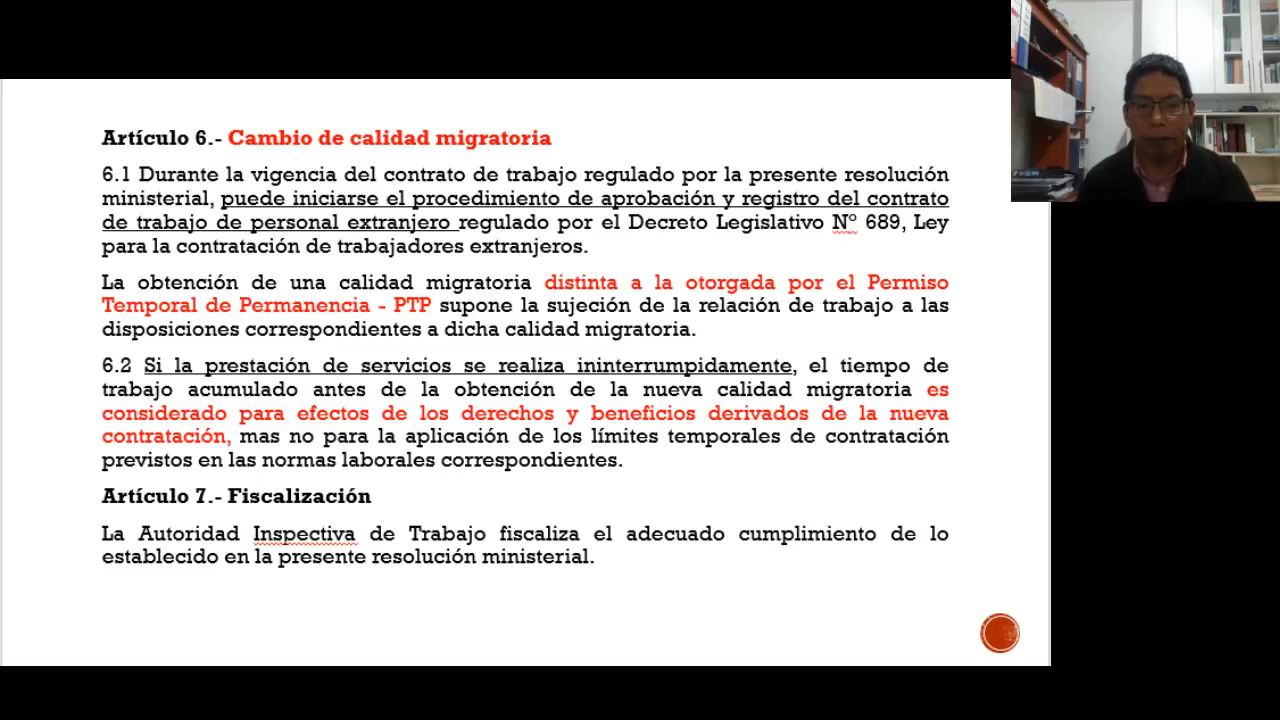 Artículo 6.- Cambio de calidad migratoria
6.1 Durante la vigencia del contrato de trabajo regulado por la presente resolución
ministerial, puede iniciarse el procedimiento de aprobación y registro del contrato
de trabajo de personal extranjero regulado por el Decreto Legislativo N° 689, Ley
para la contratación de trabajadores extranjeros.
La obtención de una calidad migratoria distinta a la otorgada por el Permiso
Temporal de Permanencia - PTP supone la sujeción de la relación de trabajo a las
disposiciones correspondientes a dicha calidad migratoria.
6.2 Si la prestación de servicios se realiza ininterrumpidamente, el tiempo de
trabajo acumulado antes de la obtención de la nueva calidad migratoria es
considerado para efectos de los derechos y beneficios derivados de la nueva
contratación, mas no para la aplicación de los límites temporales de contratación
previstos en las normas laborales correspondientes.
Artículo 7.- Fiscalización
La Autoridad Inspectiva de Trabajo fiscaliza el adecuado cumplimiento de lo
establecido en la presente resolución ministerial.